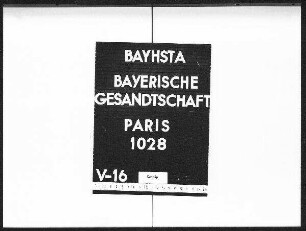 BAYHSTA
BAYERISCHE
GESANDTSCHAFT
PARIS
1028
V-16